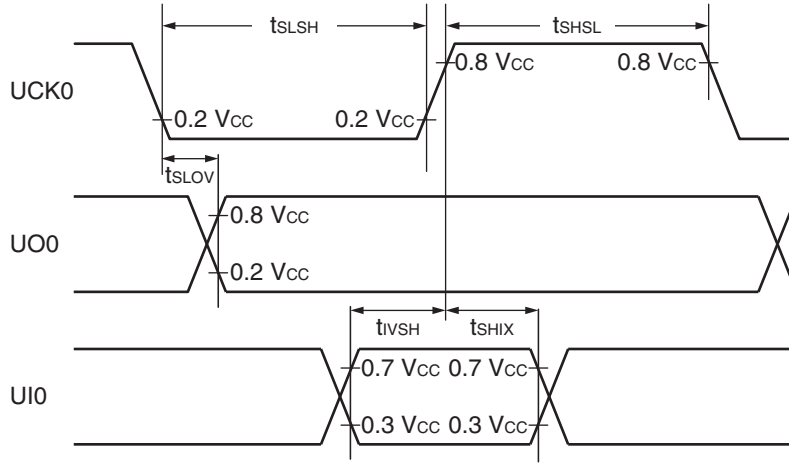 tSLSH tSHSL
0.8 VCC 0.8 VCC
UCK0
0.2 VCC 0.2 VCC
tSLOV
0.8 VCC
UO0
0.2 VCC
tIVSH tSHIX
0.7 VCC 0.7 VCC
UI0
0.3 VCC 0.3 VCC